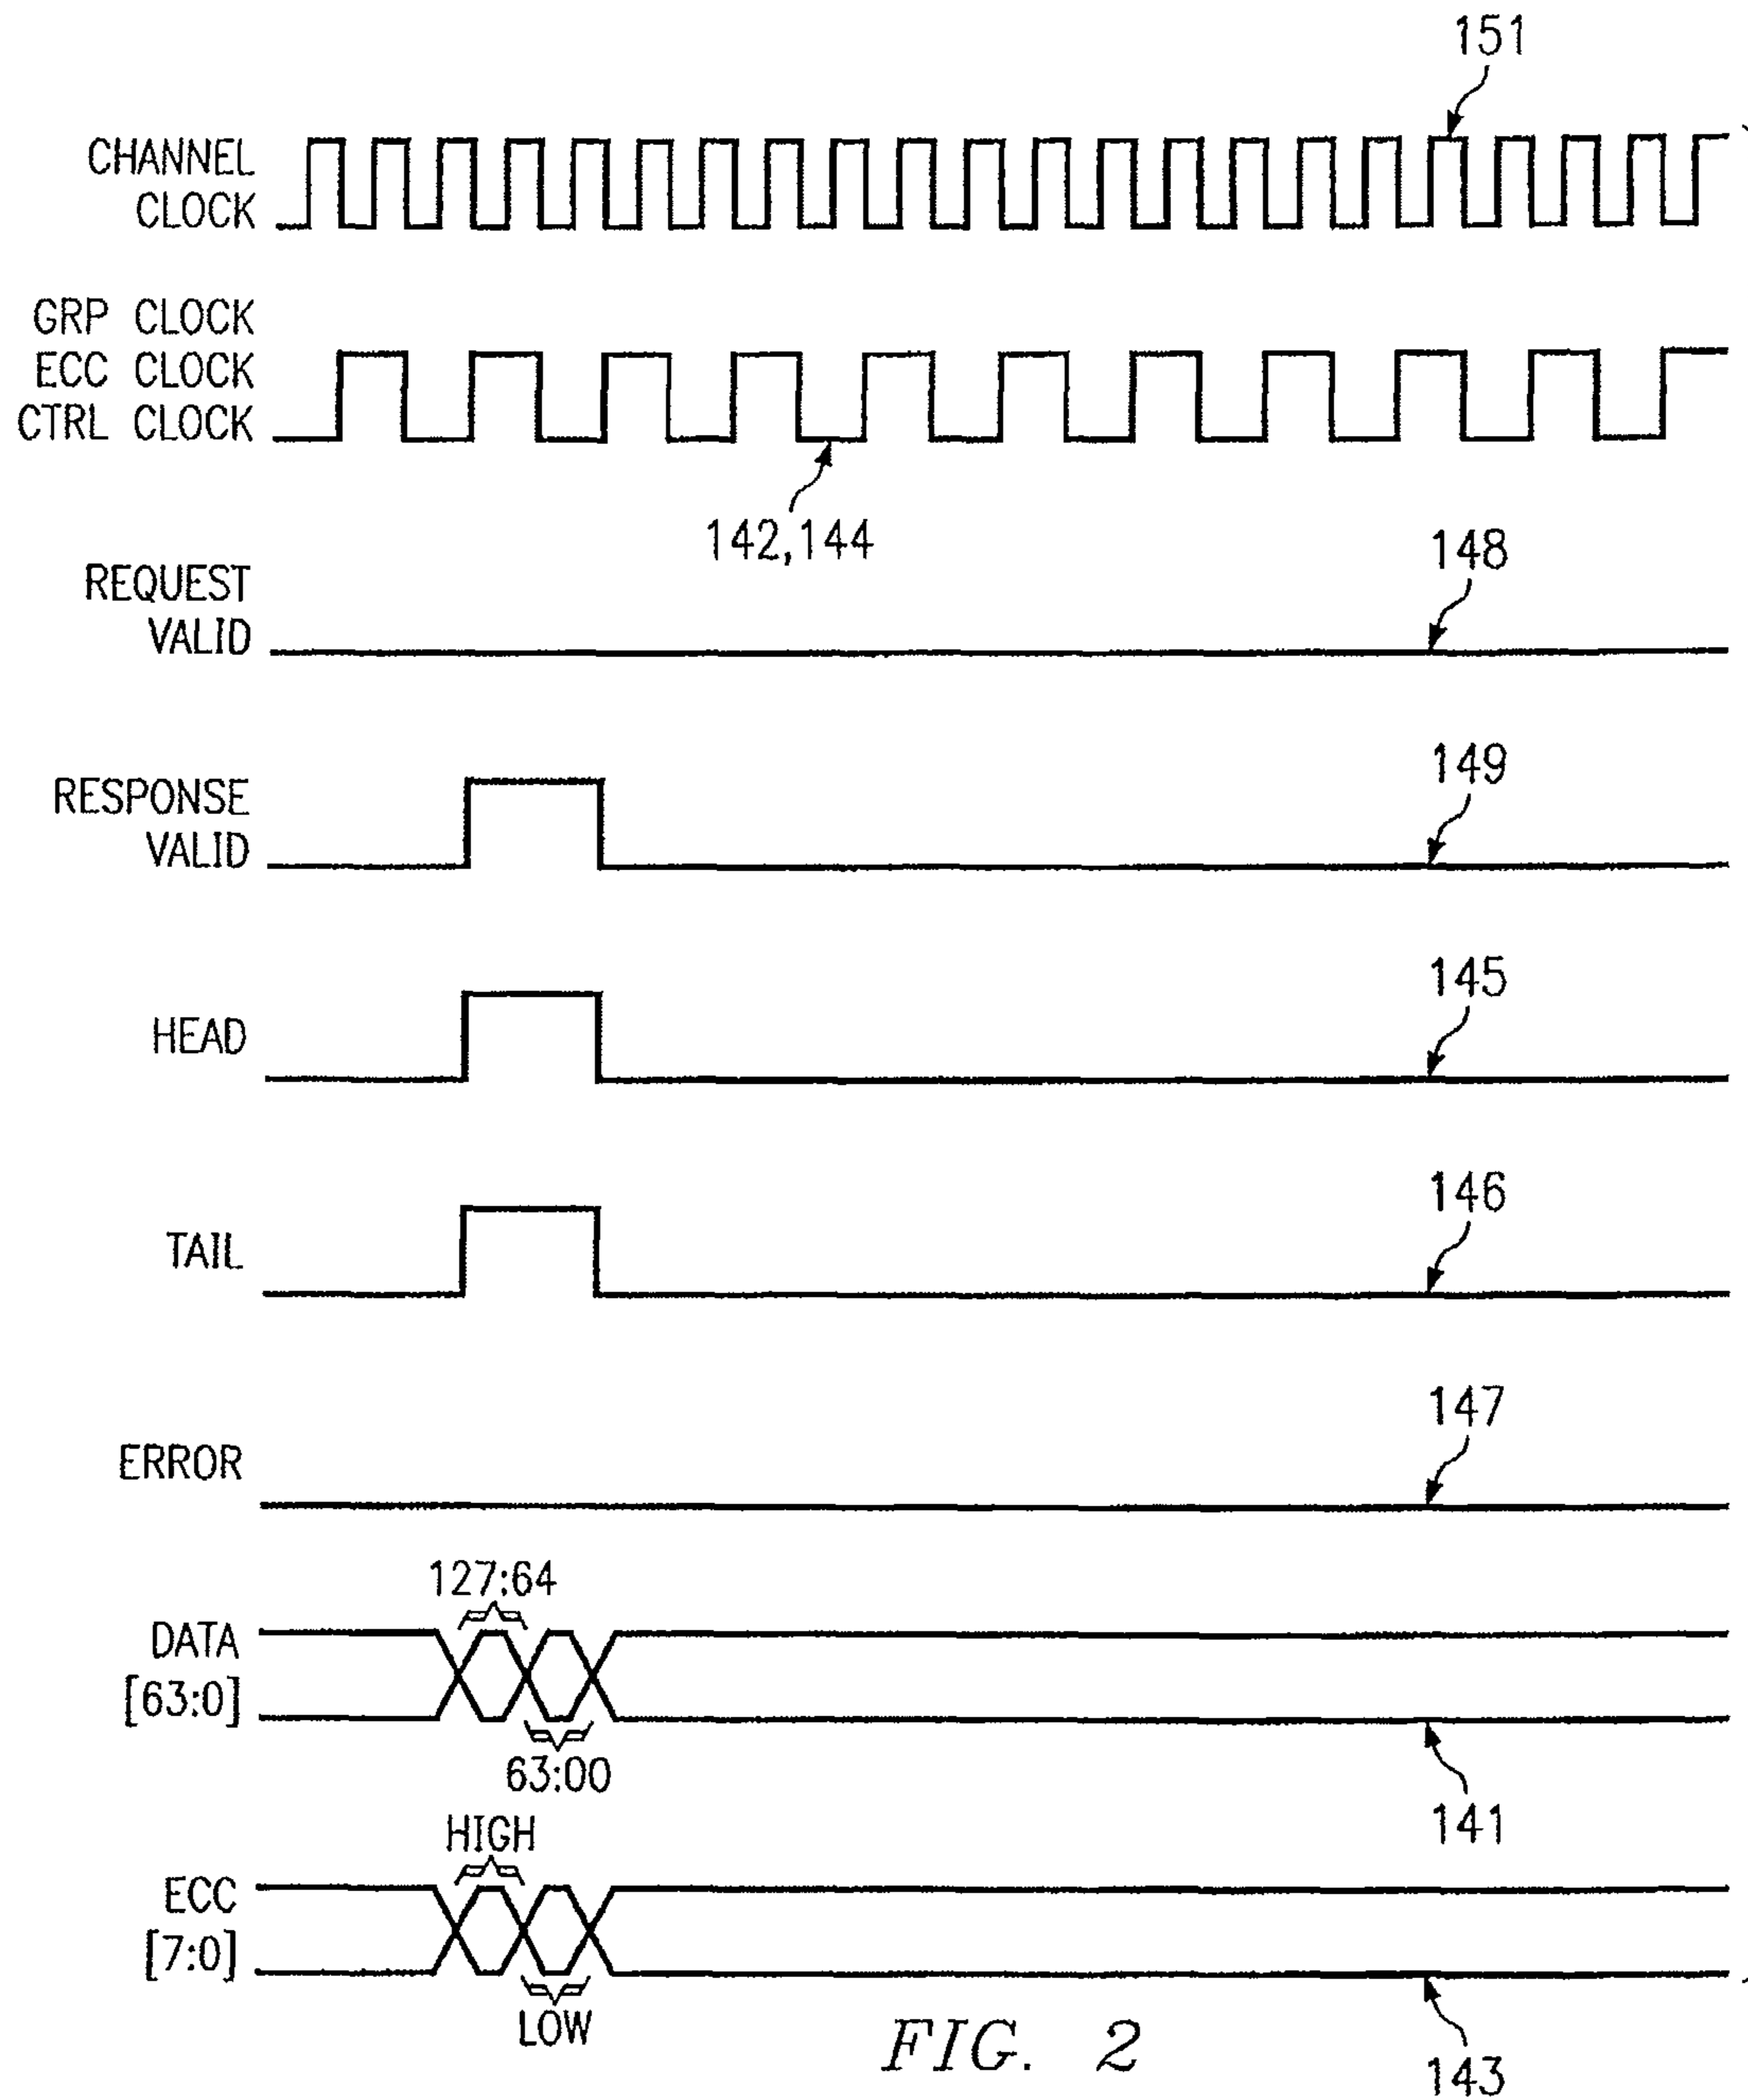 151
CHANNEL
CLOCK
GRP CLOCK
ECC CLOCK
CTRL CLOCK
142,144
REQUEST
VALID
148
RESPONSE
VALID
149
HEAD
145
TAIL
146
ERROR
147
127:64
DATA
[63:0]
63:00
141
HIGH
ECC
[7:0]
LOW
143
FIG. 2